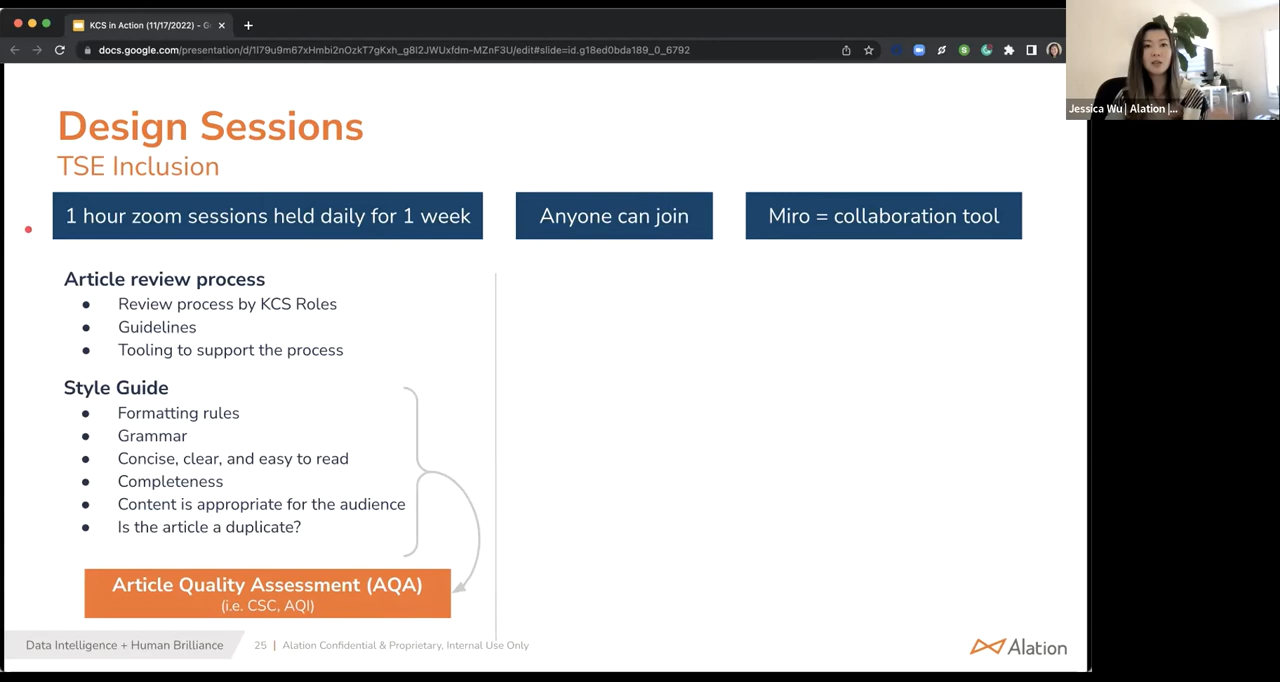 KCS in Action (11/17/2022) - G
docs.google.com/presentation/d/1l79u9m67xHmbi2nOzkT7gKxh_g8l2JWUxfdm-MZnF3U/edit#slide=id.g18ed0bda189_0_6792
Jessica Wu | Alation |...
Design Sessions
TSE Inclusion
1 hour zoom sessions held daily for 1 week
Anyone can join
Miro = collaboration tool
Article review process
● Review process by KCS Roles
● Guidelines
● Tooling to support the process
Style Guide
● Formatting rules
● Grammar
● Concise, clear, and easy to read
● Completeness
● Content is appropriate for the audience
● Is the article a duplicate?
Article Quality Assessment (AQA)
(i.e. CSC, AQI)
Data Intelligence + Human Brilliance
25 | Alation Confidential & Proprietary, Internal Use Only
Alation